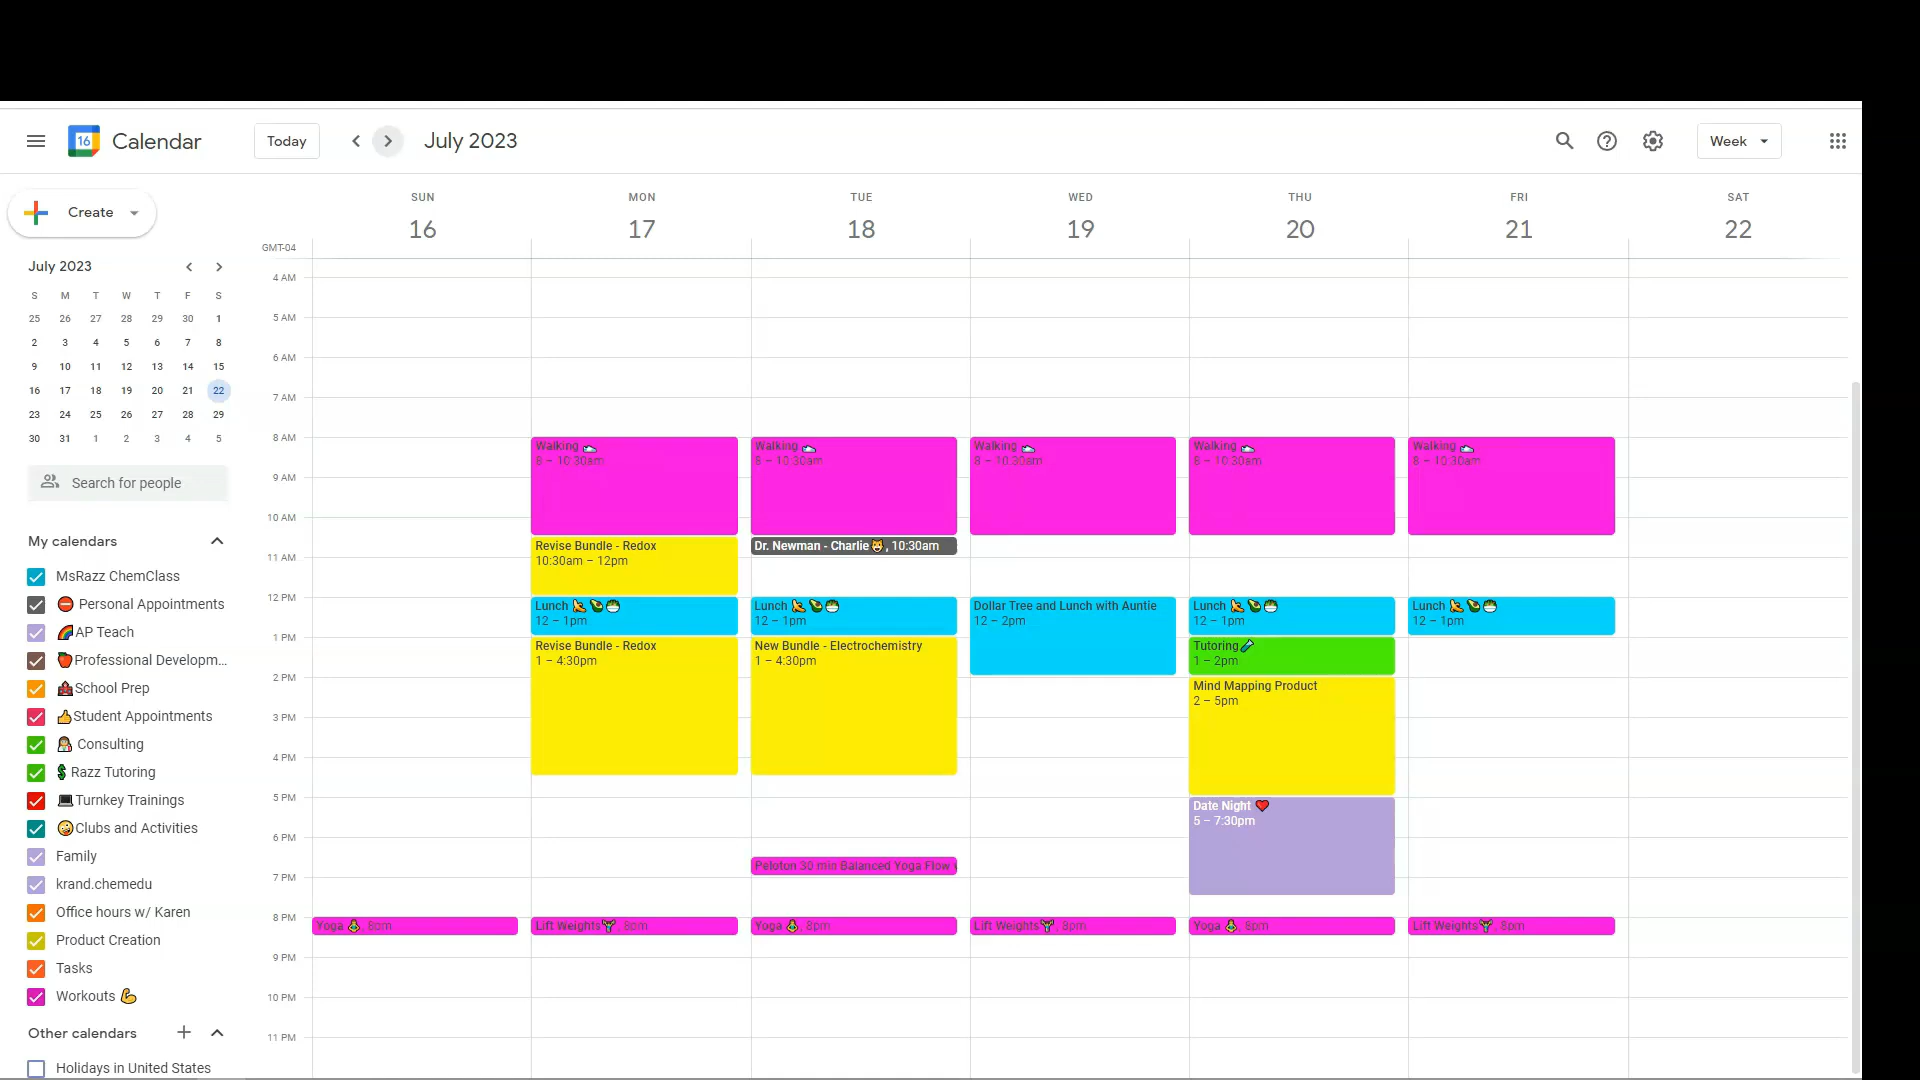 16 Calendar Today July 2023 Week
Create
SUN MON TUE WED THU FRI SAT
16 17 18 19 20 21 22
GMT-04
July 2023
S M T W T F S
25 26 27 28 29 30 1
2 3 4 5 6 7 8
9 10 11 12 13 14 15
16 17 18 19 20 21 22
23 24 25 26 27 28 29
30 31 1 2 3 4 5
Search for people
My calendars
MsRazz ChemClass
⛔ Personal Appointments
🌈AP Teach
🍎Professional Developm...
🏫School Prep
👍Student Appointments
👩‍🔬 Consulting
💲 Razz Tutoring
💻Turnkey Trainings
🤪Clubs and Activities
Family
krand.chemedu
Office hours w/ Karen
Product Creation
Tasks
Workouts 💪
Other calendars
Holidays in United States
4 AM
5 AM
6 AM
7 AM
8 AM
9 AM
10 AM
11 AM
12 PM
1 PM
2 PM
3 PM
4 PM
5 PM
6 PM
7 PM
8 PM
9 PM
10 PM
11 PM
Yoga, 8pm
Walking
8 – 10:30am
Revise Bundle - Redox
10:30am – 12pm
Lunch
12 – 1pm
Revise Bundle - Redox
1 – 4:30pm
Lift Weights, 8pm
Walking
8 – 10:30am
Dr. Newman - Charlie, 10:30am
Lunch
12 – 1pm
New Bundle - Electrochemistry
1 – 4:30pm
Peloton 30 min Balanced Yoga Flow
Yoga, 8pm
Walking
8 – 10:30am
Dollar Tree and Lunch with Auntie
12 – 2pm
Lift Weights, 8pm
Walking
8 – 10:30am
Lunch
12 – 1pm
Tutoring
1 – 2pm
Mind Mapping Product
2 – 5pm
Date Night ❤️
5 – 7:30pm
Yoga, 8pm
Walking
8 – 10:30am
Lunch
12 – 1pm
Lift Weights, 8pm